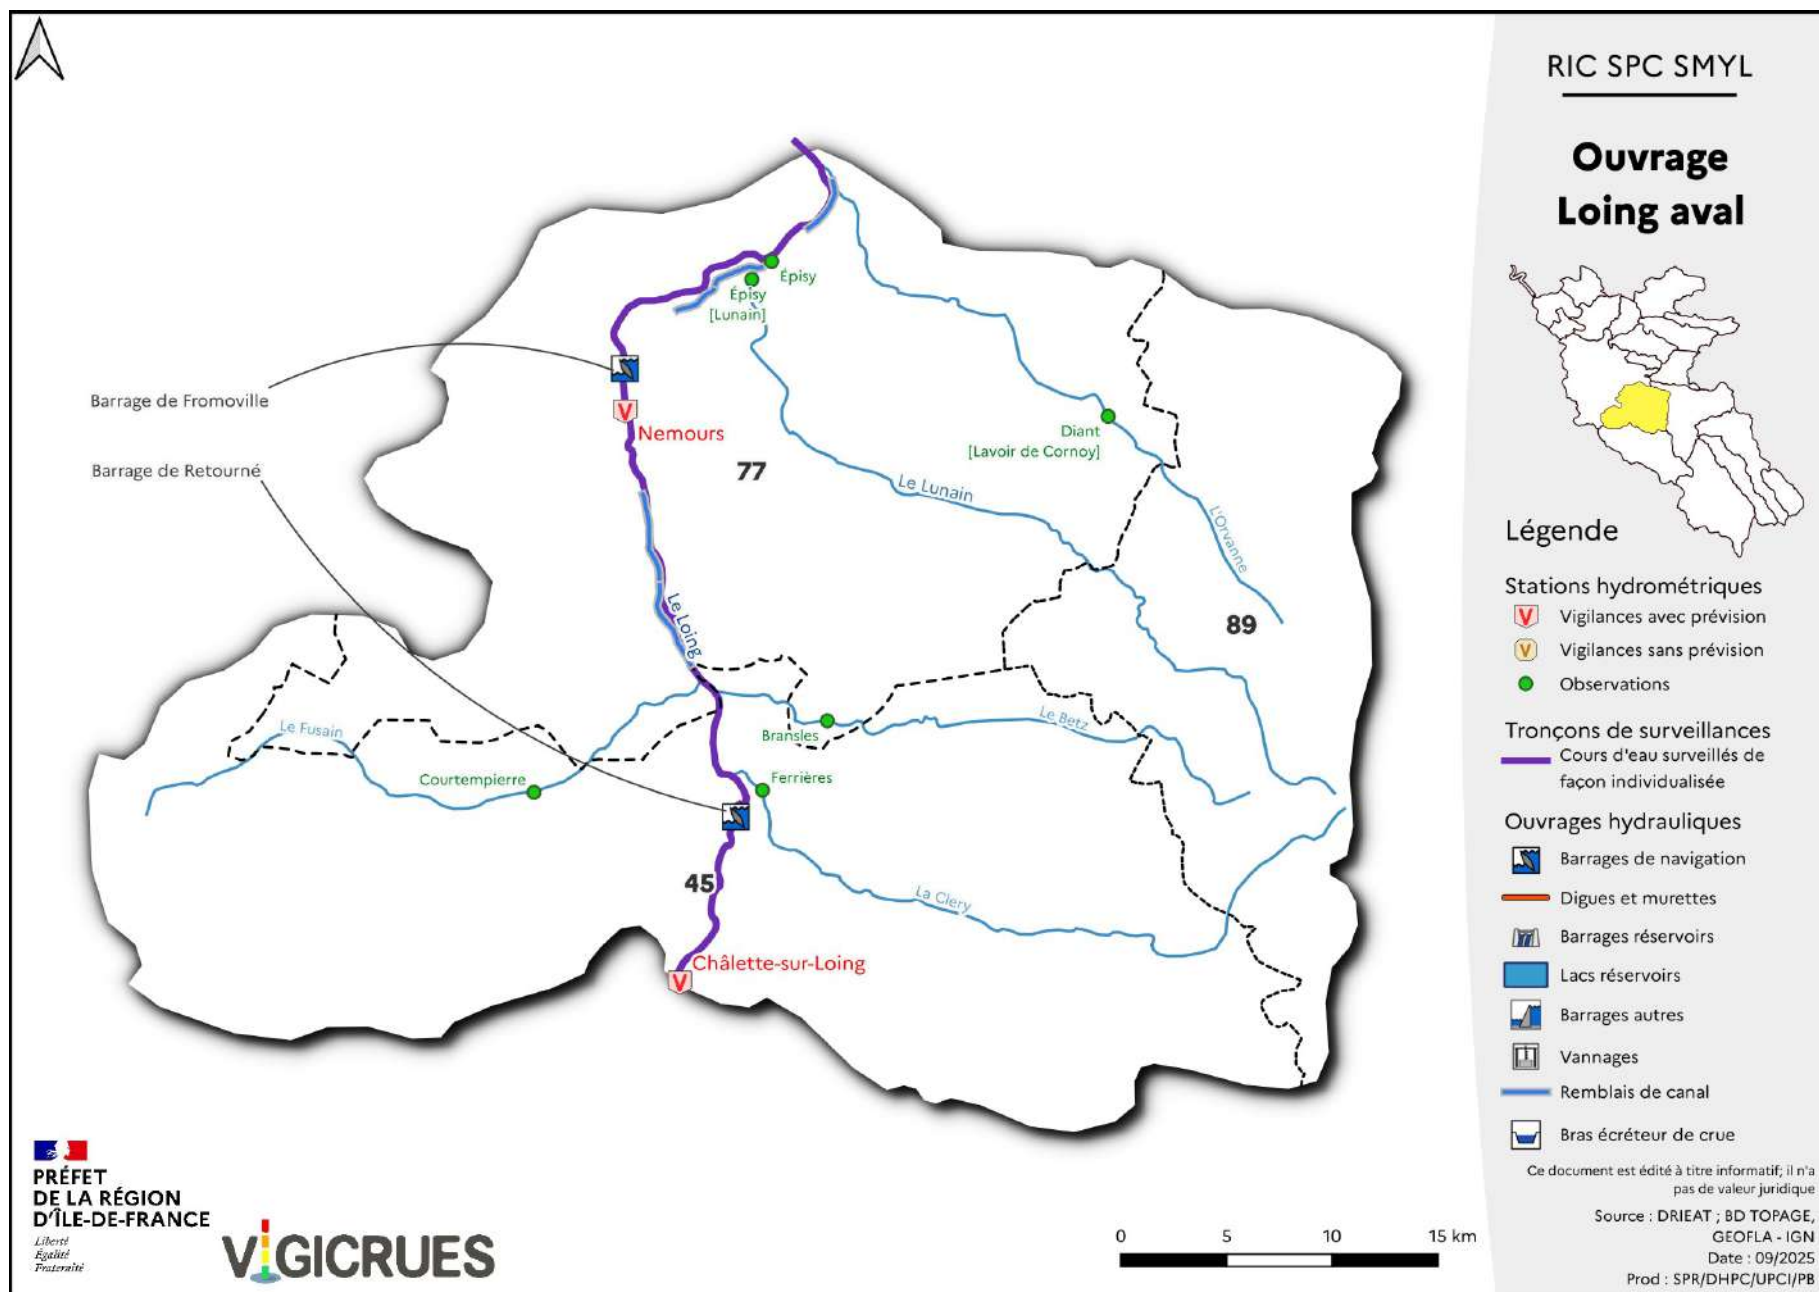 RIC SPC SMYL
Ouvrage
Loing aval
Épisy
Épisy
[Lunain]
Barrage de Fromoville
Nemours
Diant
[Lavoir de Cornoy]
Barrage de Retourné
77
Le Lunain
L'Orvanne
Le Loing
89
Le Fusain
Bransles
Le Betz
Courtempierre
Ferrières
45
La Clery
Châlette-sur-Loing
Légende
Stations hydrométriques
V Vigilances avec prévision
V Vigilances sans prévision
Observations
Tronçons de surveillances
Cours d'eau surveillés de
façon individualisée
Ouvrages hydrauliques
Barrages de navigation
Digues et murettes
Barrages réservoirs
Lacs réservoirs
Barrages autres
Vannages
Remblais de canal
Bras écréteur de crue
Ce document est édité à titre informatif; il n'a
pas de valeur juridique
Source : DRIEAT ; BD TOPAGE,
GEOFLA - IGN
Date : 09/2025
Prod : SPR/DHPC/UPCI/PB
PRÉFET
DE LA RÉGION
D'ÎLE-DE-FRANCE
Liberté
Égalité
Fraternité
VIGICRUES
0 5 10 15 km